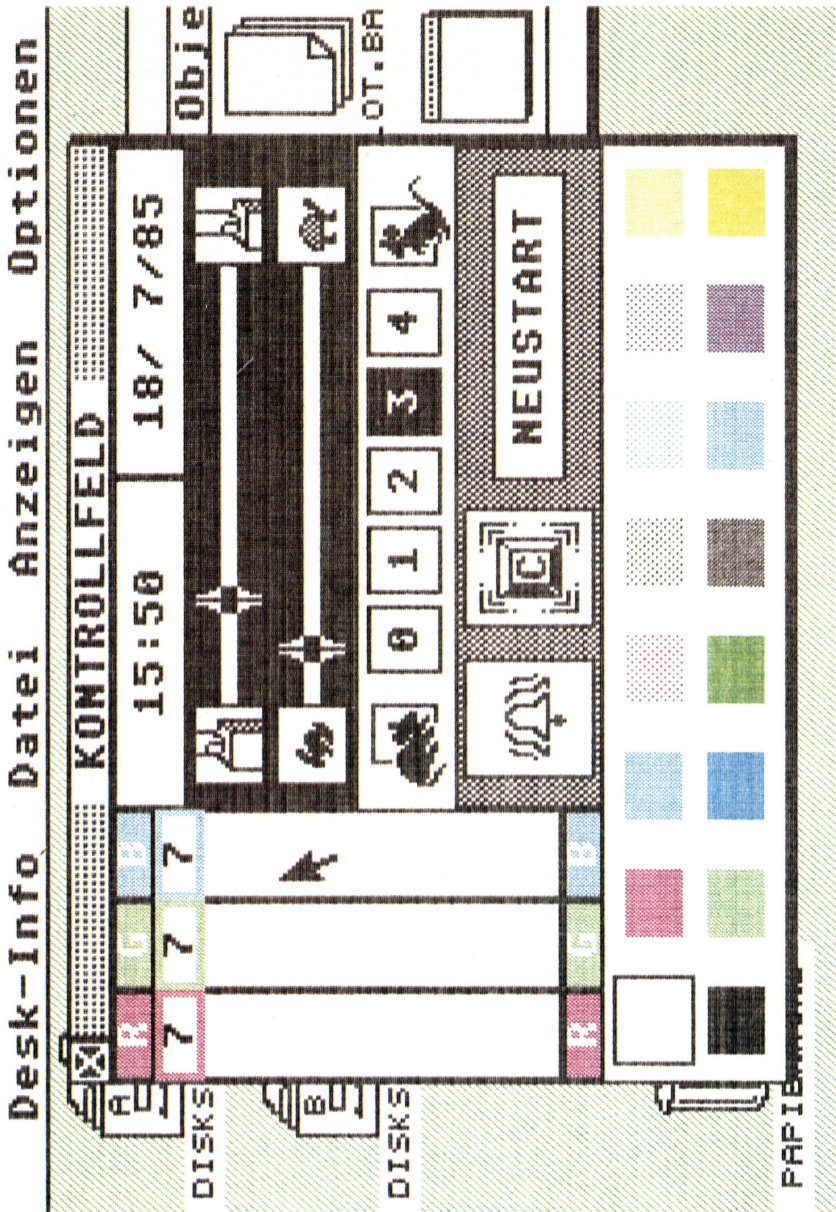 Desk-Info Datei Anzeigen Optionen
KONTROLLFELD
R G B
7 7 7
15:50
18/ 7/85
0 1 2 3 4
C
NEUSTART
R G B
A
DISKS
B
DISKS
Obje
OT.BA